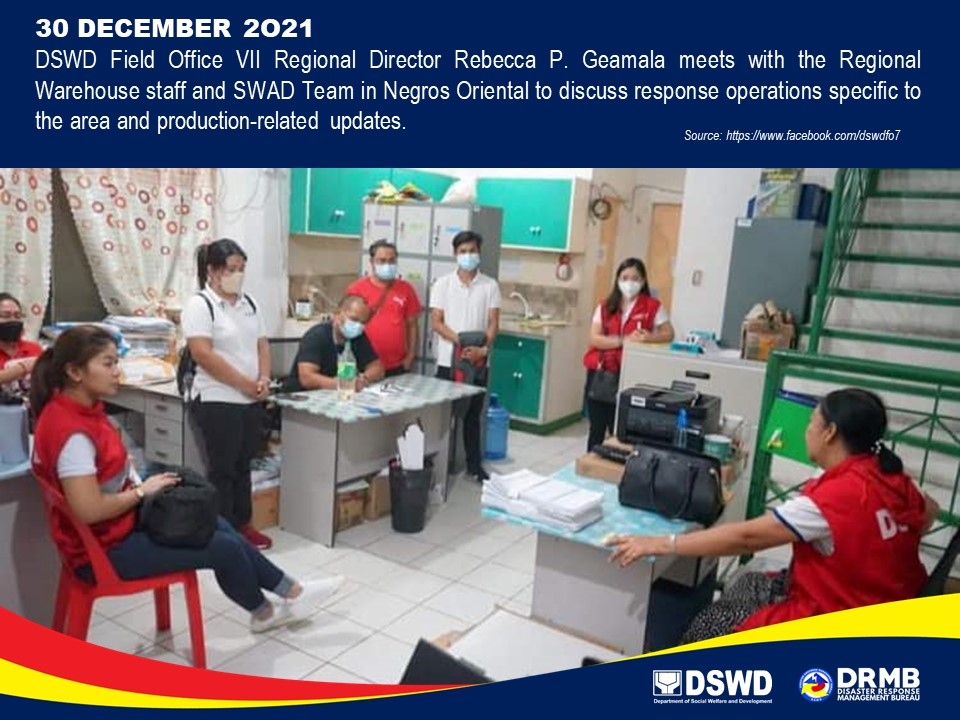 30 DECEMBER 2O21
DSWD Field Office VII Regional Director Rebecca P. Geamala meets with the Regional
Warehouse staff and SWAD Team in Negros Oriental to discuss response operations specific to
the area and production-related updates.
Source: https://www.facebook.com/dswdfo7
DSWD
Department of Social Welfare and Development
DRMB
DISASTER RESPONSE
MANAGEMENT BUREAU